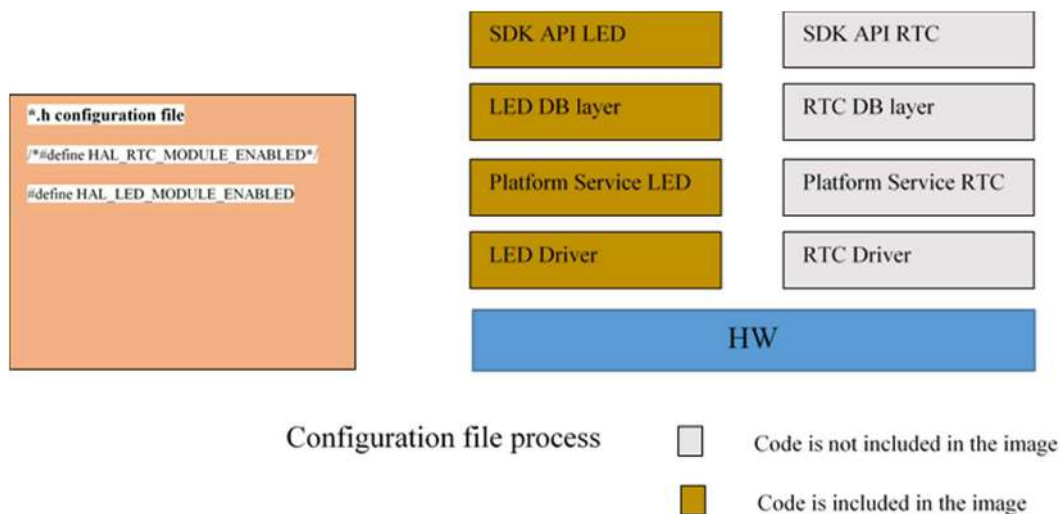 *.h configuration file
/*#define HAL_RTC_MODULE_ENABLED*/
#define HAL_LED_MODULE_ENABLED
SDK API LED
SDK API RTC
LED DB layer
RTC DB layer
Platform Service LED
Platform Service RTC
LED Driver
RTC Driver
HW
Configuration file process
Code is not included in the image
Code is included in the image